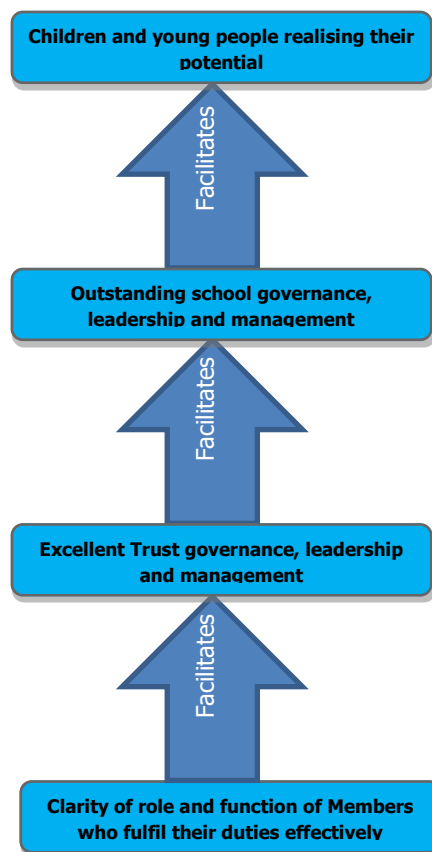 Children and young people realising their
potential
Facilitates
Outstanding school governance,
leadership and management
Facilitates
Excellent Trust governance, leadership
and management
Facilitates
Clarity of role and function of Members
who fulfil their duties effectively